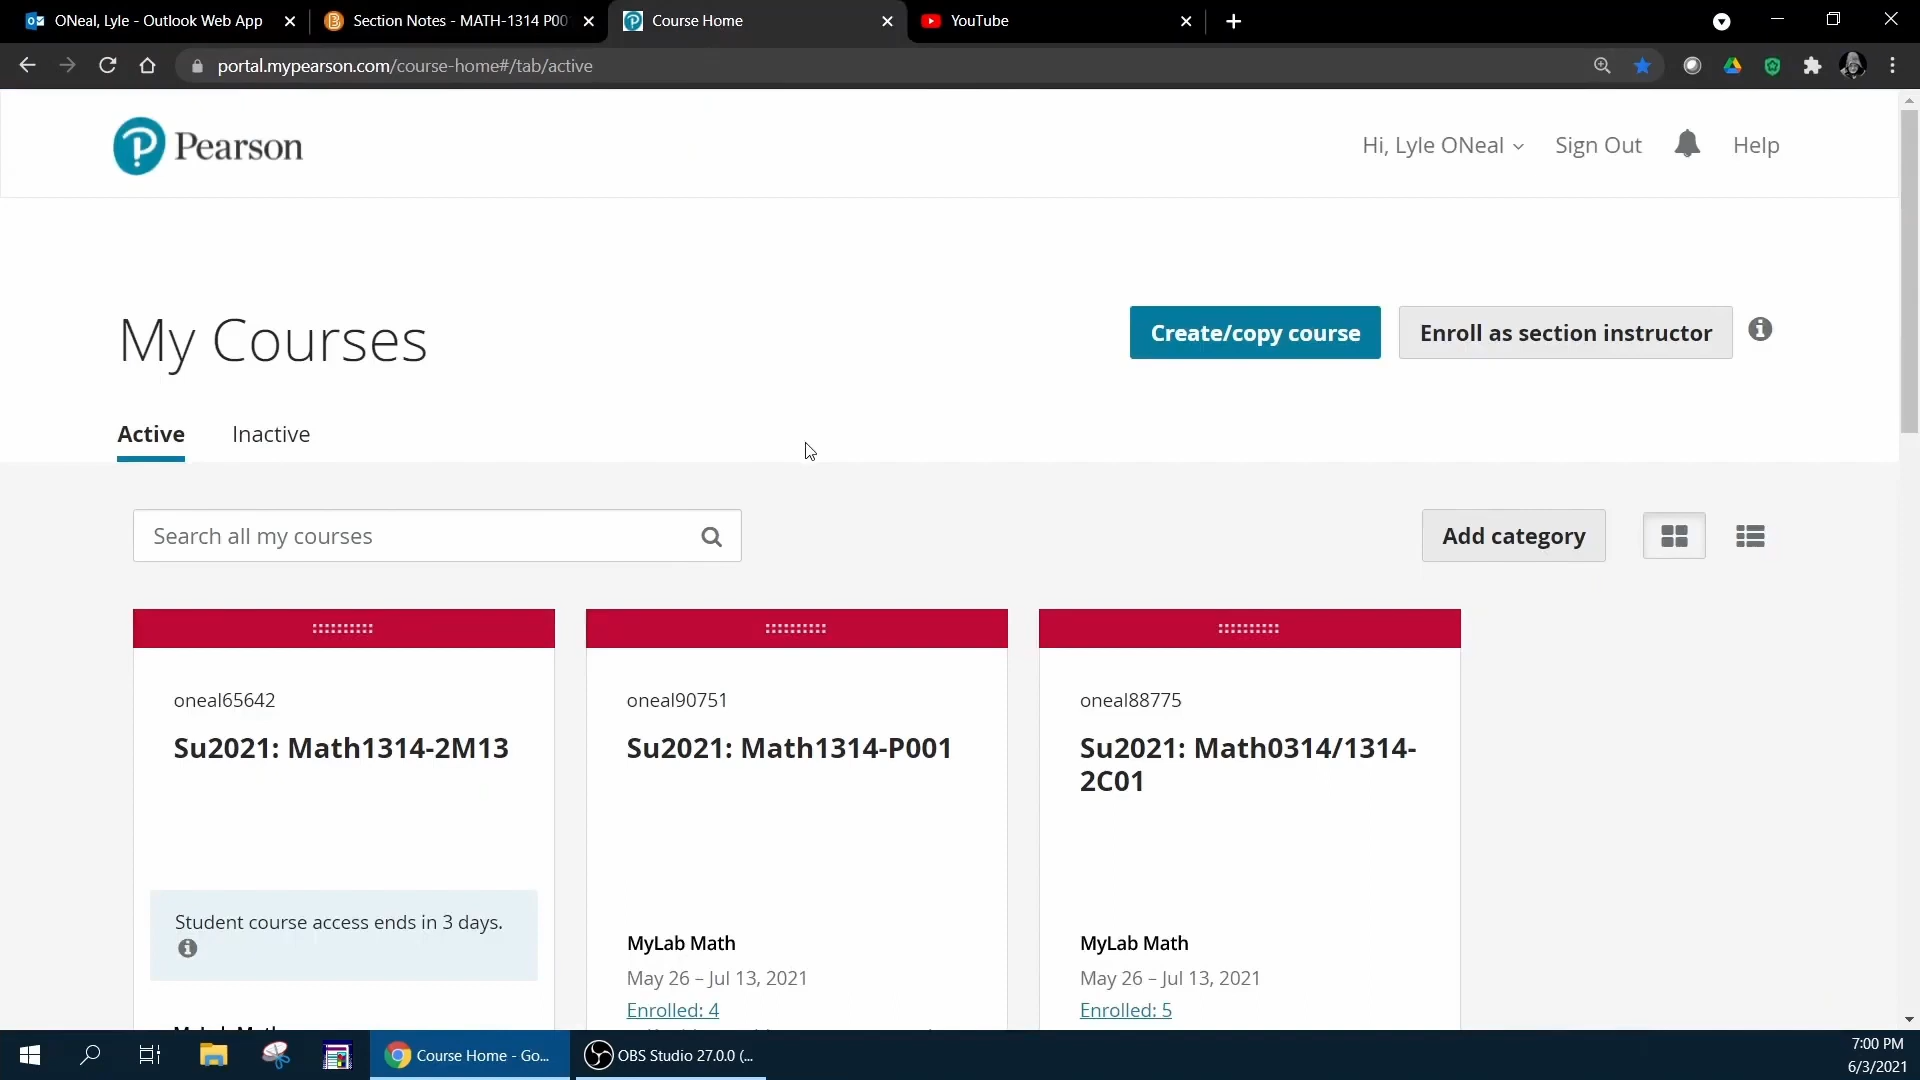 ONeal, Lyle - Outlook Web App
Section Notes - MATH-1314 P00
Course Home
YouTube
portal.mypearson.com/course-home#/tab/active
Pearson
Hi, Lyle ONeal
Sign Out
Help
My Courses
Create/copy course
Enroll as section instructor
Active
Inactive
Search all my courses
Add category
oneal65642
Su2021: Math1314-2M13
Student course access ends in 3 days.
oneal90751
Su2021: Math1314-P001
MyLab Math
May 26 – Jul 13, 2021
Enrolled: 4
oneal88775
Su2021: Math0314/1314-
2C01
MyLab Math
May 26 – Jul 13, 2021
Enrolled: 5
Course Home - Go...
OBS Studio 27.0.0 (...
7:00 PM
6/3/2021